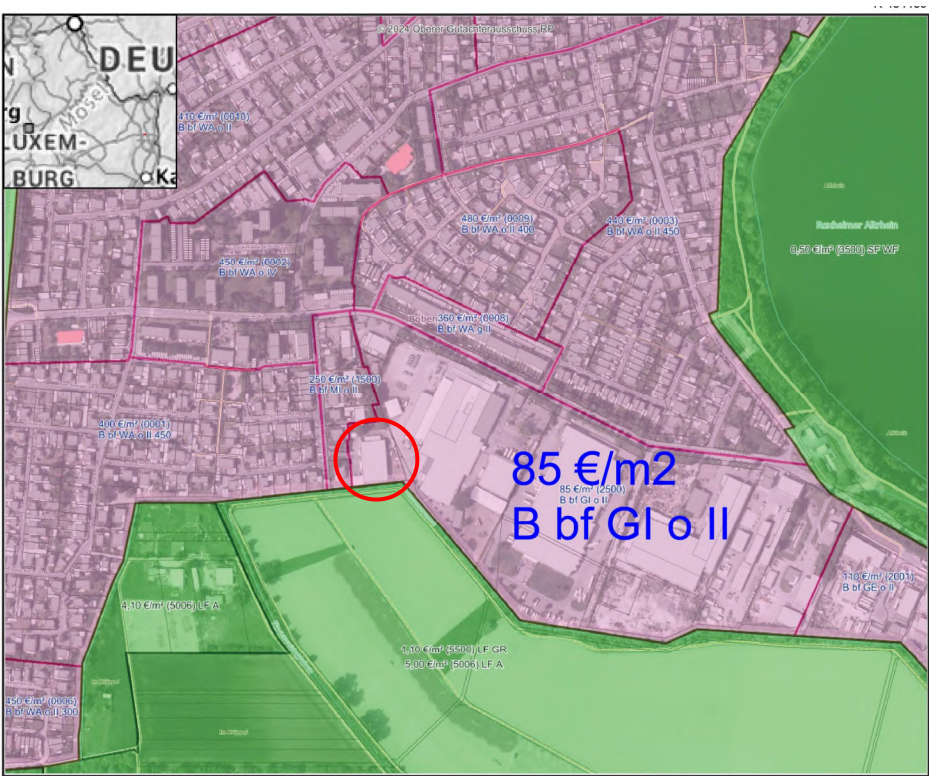 © 2024 Oberer Gutachterausschuss RP
DEU
Mosel
LUXEM-
BURG
410 €/m² (0010)
B bf WA o II
480 €/m² (0009)
B bf WA o II 400
440 €/m² (0003)
B bf WA o II 450
Altrhein
Roxheimer Altrhein
0,50 €/m² (3500) SF WF
450 €/m² (0002)
B bf WA o IV
360 €/m² (0008)
B bf WA g II
250 €/m² (1500)
B bf MI o II
400 €/m² (0001)
B bf WA o II 450
Altrhein
85 €/m2
85 €/m² (2500)
B bf GI o II
B bf GI o II
110 €/m² (2001)
B bf GE o II
4,10 €/m² (5006) LF A
1,10 €/m² (5500) LF GR
5,00 €/m² (5006) LF A
450 €/m² (0006)
B bf WA o II 300